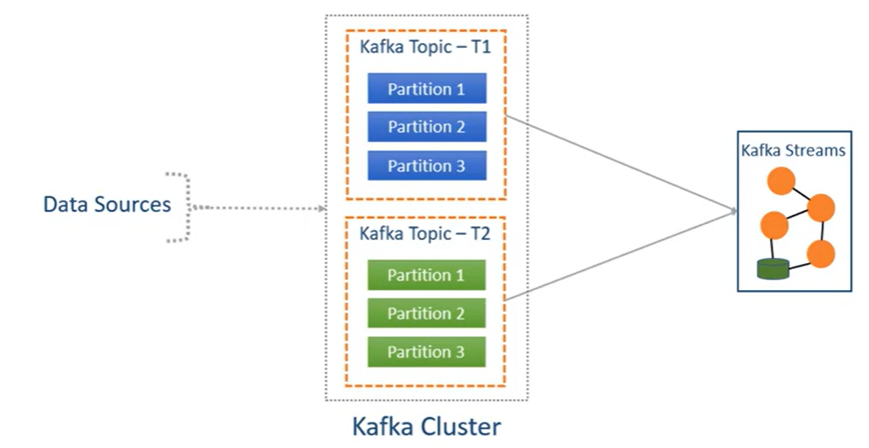 Kafka Topic – T1
Partition 1
Partition 2
Partition 3
Data Sources
Kafka Topic – T2
Partition 1
Partition 2
Partition 3
Kafka Cluster
Kafka Streams